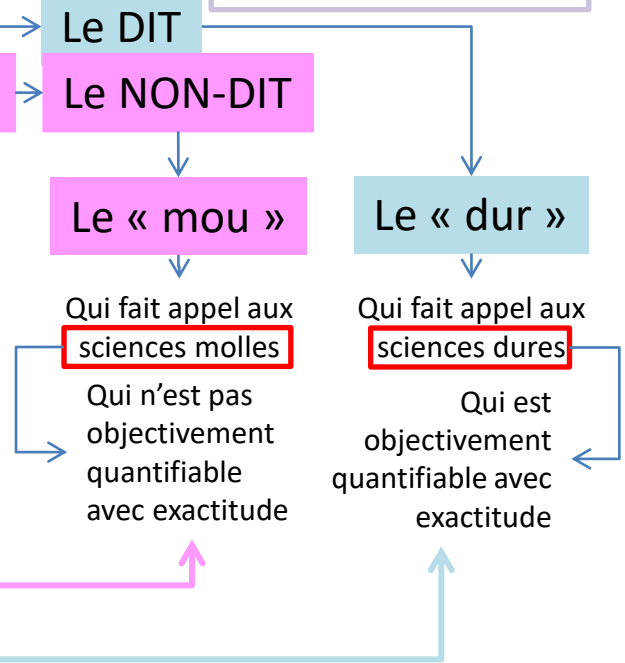 Le DIT
Le NON-DIT
Le « mou »
Le « dur »
Qui fait appel aux
sciences molles
Qui n’est pas
objectivement
quantifiable
avec exactitude
Qui fait appel aux
sciences dures
Qui est
objectivement
quantifiable avec
exactitude